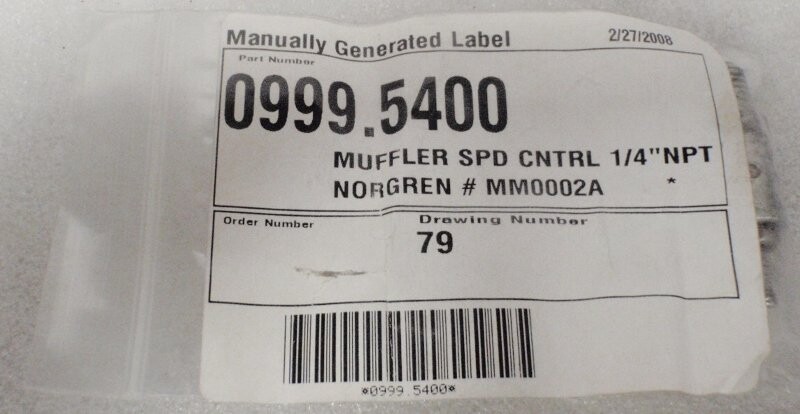 Manually Generated Label 2/27/2008
Part Number
0999.5400
MUFFLER SPD CNTRL 1/4"NPT
NORGREN # MM0002A *
Order Number Drawing Number
79
*0999.5400*